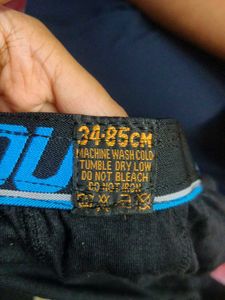 34-85CM
MACHINE WASH COLD
TUMBLE DRY LOW
DO NOT BLEACH
DO NOT IRON